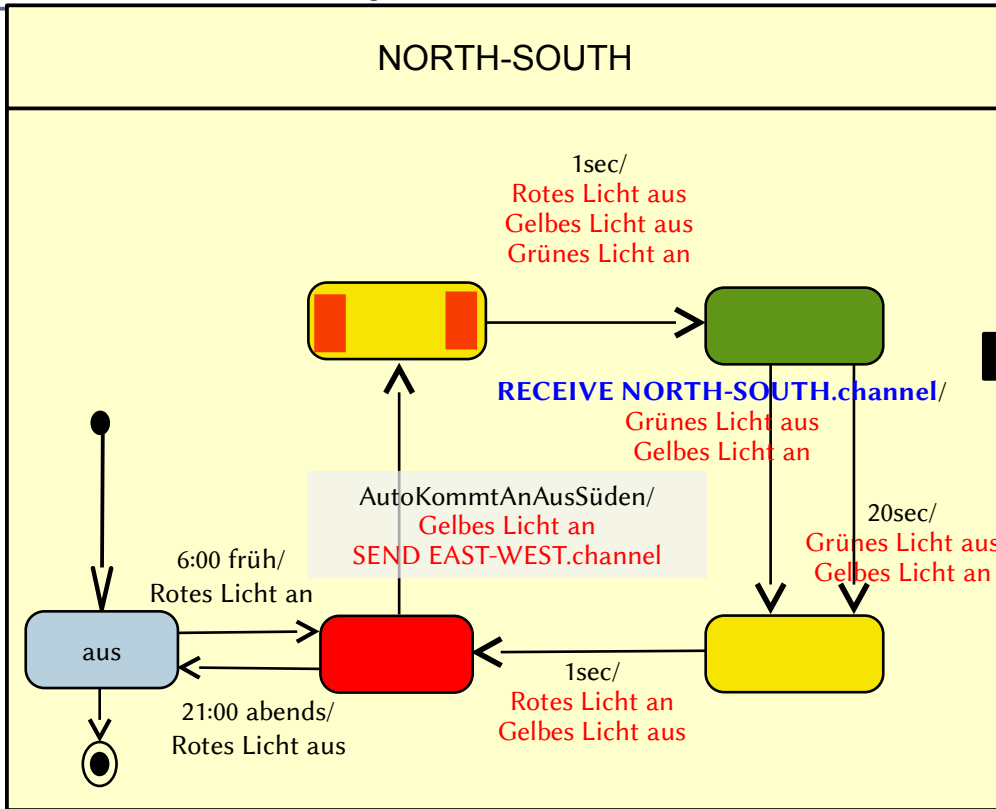 NORTH-SOUTH
1sec/
Rotes Licht aus
Gelbes Licht aus
Grünes Licht an
RECEIVE NORTH-SOUTH.channel/
Grünes Licht aus
Gelbes Licht an
AutoKommtAnAusSüden/
Gelbes Licht an
SEND EAST-WEST.channel
20sec/
Grünes Licht aus
Gelbes Licht an
6:00 früh/
Rotes Licht an
aus
1sec/
Rotes Licht an
Gelbes Licht aus
21:00 abends/
Rotes Licht aus